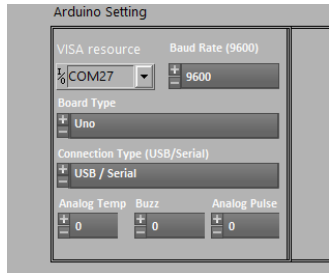 Arduino Setting
VISA resource Baud Rate (9600)
I/O COM27 9600
Board Type
Uno
Connection Type (USB/Serial)
USB / Serial
Analog Temp Buzz Analog Pulse
0 0 0